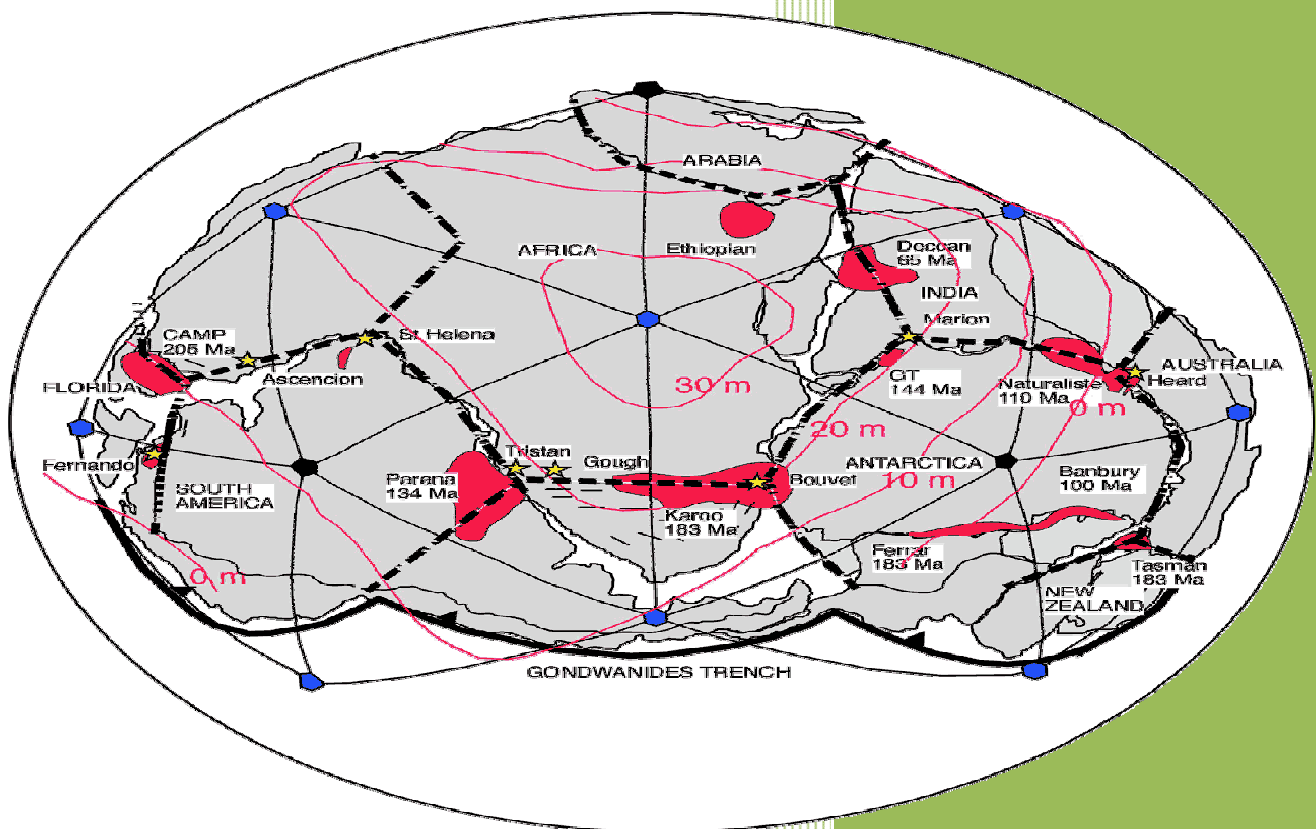 ARABIA
AFRICA
Ethiopian
Deccan
65 Ma
INDIA
Marion
CAMP
205 Ma
St Helena
Ascencion
FLORIDA
30 m
GT
144 Ma
Naturaliste
110 Ma
AUSTRALIA
Heard
0 m
20 m
Fernando
SOUTH
AMERICA
Parana
134 Ma
Tristan
Gough
Bouvet
Karoo
183 Ma
ANTARCTICA
10 m
Banbury
100 Ma
Ferrar
183 Ma
Tasman
183 Ma
NEW
ZEALAND
0 m
GONDWANIDES TRENCH